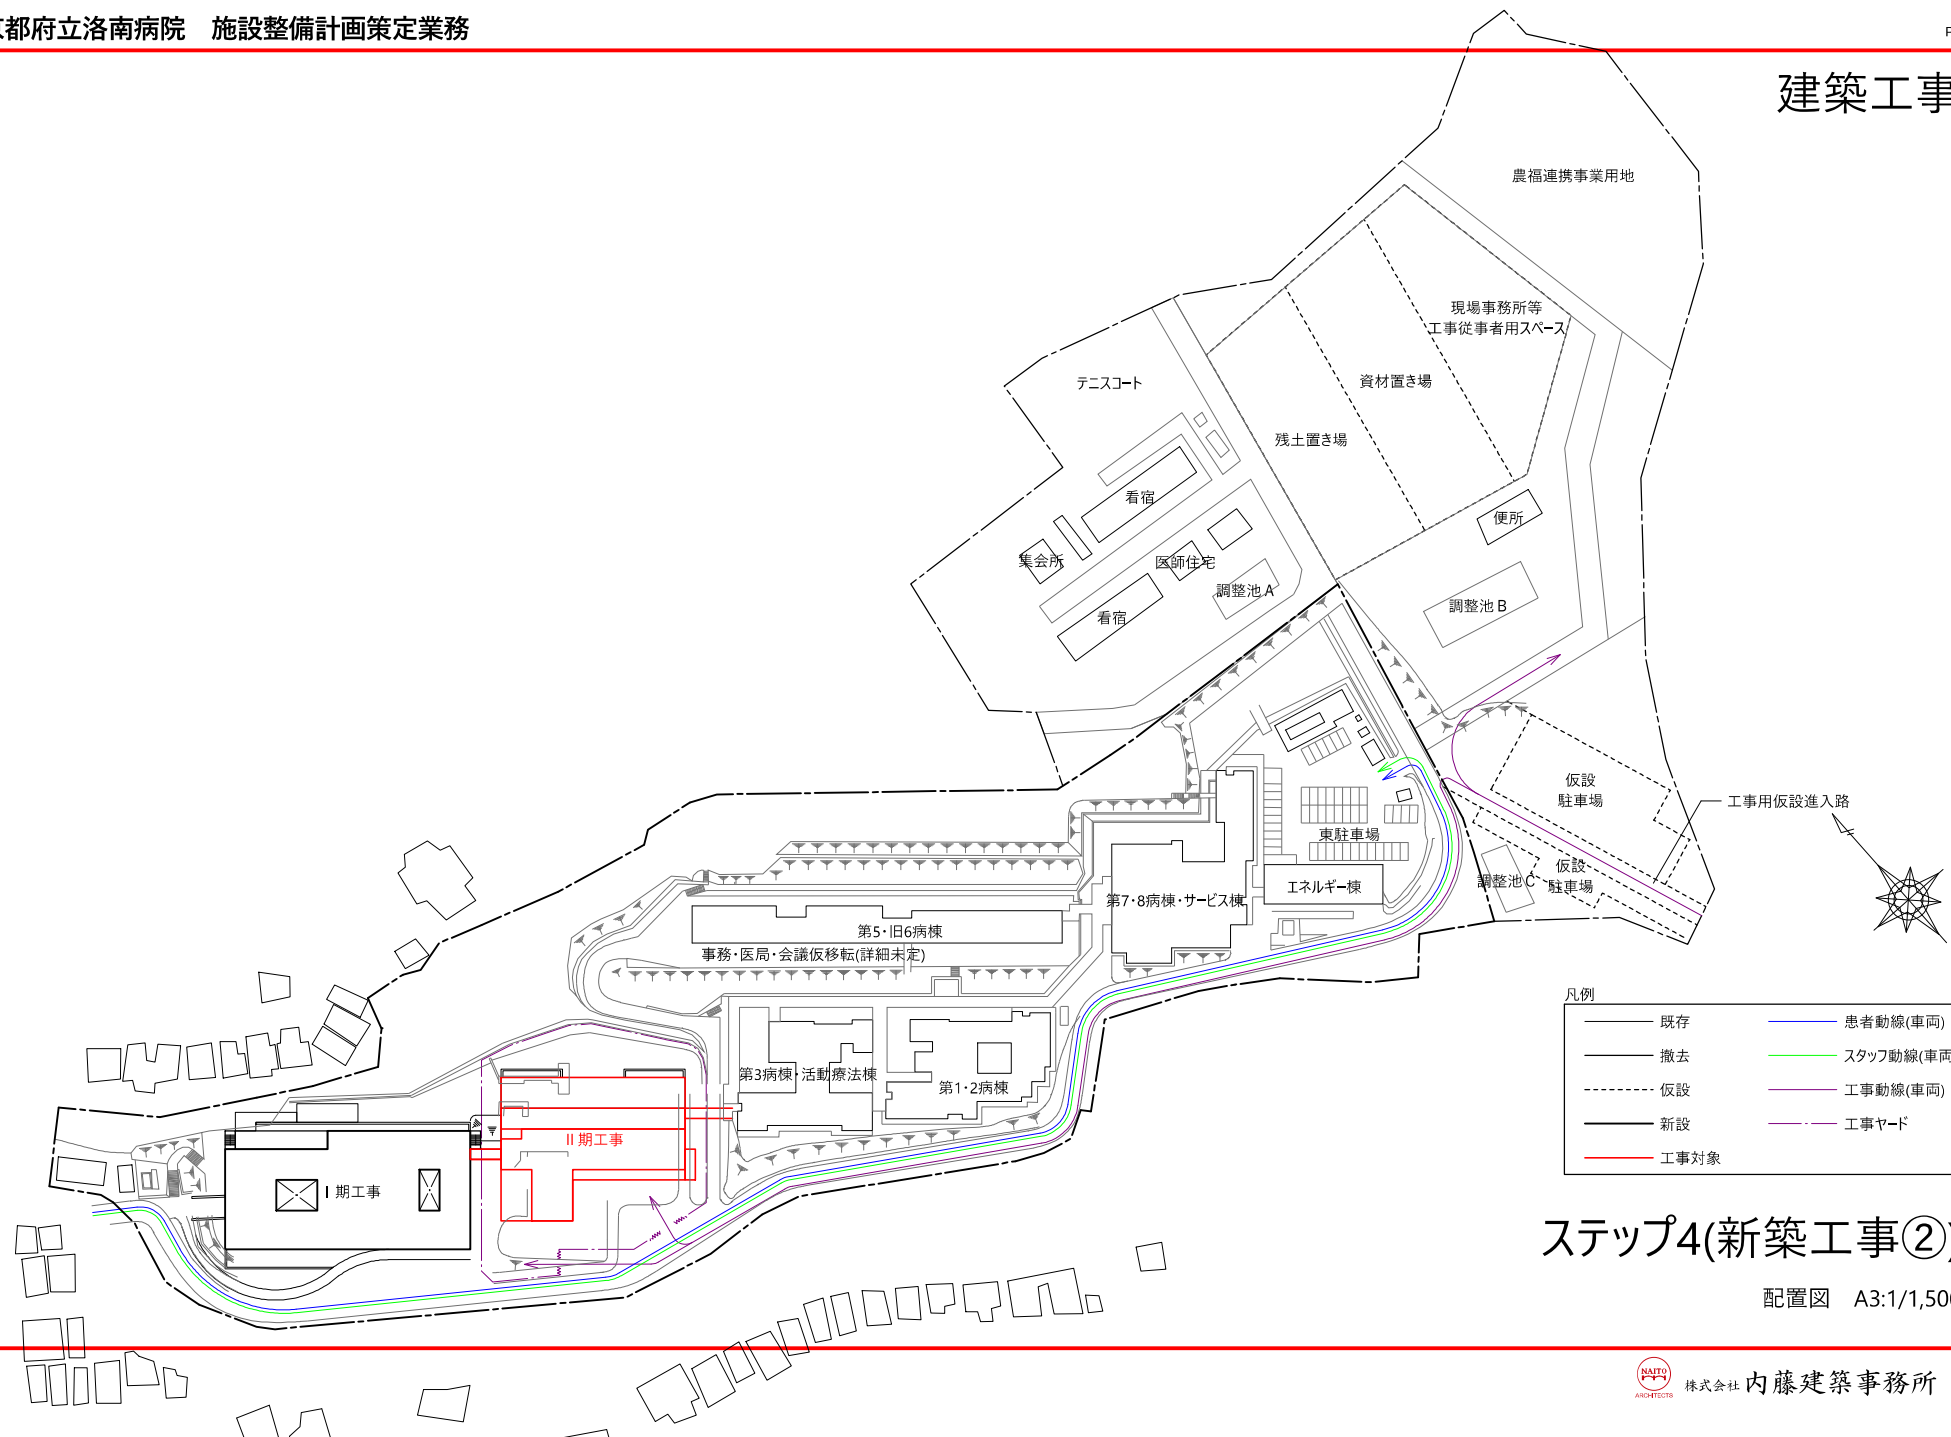 都府立洛南病院　施設整備計画策定業務
建築工事
農福連携事業用地
現場事務所等
工事従事者用スペース
資材置き場
テニスコート
残土置き場
看宿
便所
集会所
医師住宅
調整池A
調整池B
看宿
仮設
駐車場
工事用仮設進入路
東駐車場
仮設
駐車場
調整池C
エネルギー棟
第7・8病棟・サービス棟
第5・旧6病棟
事務・医局・会議仮移転(詳細未定)
凡例
既存
患者動線(車両)
撤去
スタッフ動線(車両
仮設
工事動線(車両)
新設
工事ヤード
工事対象
第3病棟・活動療法棟
第1・2病棟
II期工事
I期工事
ステップ4(新築工事②)
配置図　A3:1/1,500
NAITO
ARCHITECTS
株式会社 内藤建築事務所